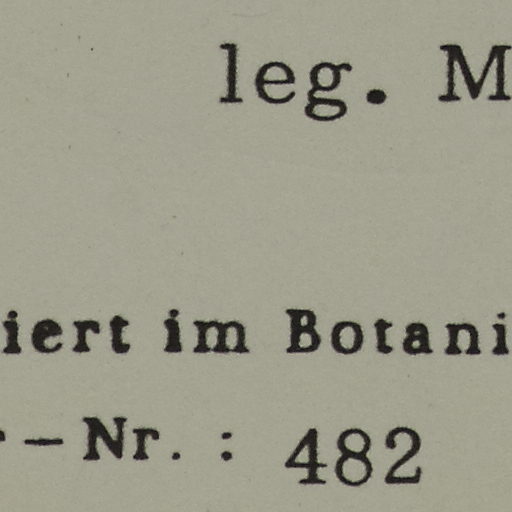 leg. M
iert im Botani
-Nr. : 482